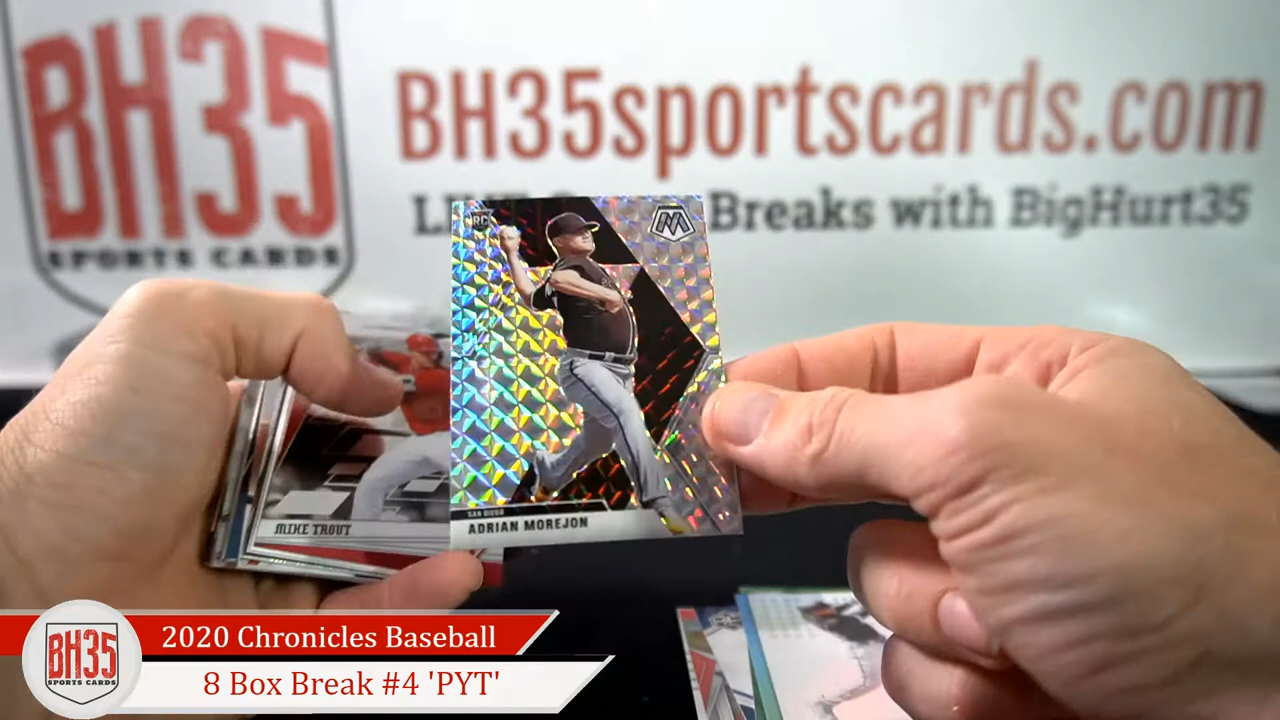 BH35
SPORTS CARDS
BH35sportscards.com
Breaks with BigHurt35
RC
SAN DIEGO
ADRIAN MOREJON
MIKE TROUT
BH35
SPORTS CARDS
2020 Chronicles Baseball
8 Box Break #4 'PYT'